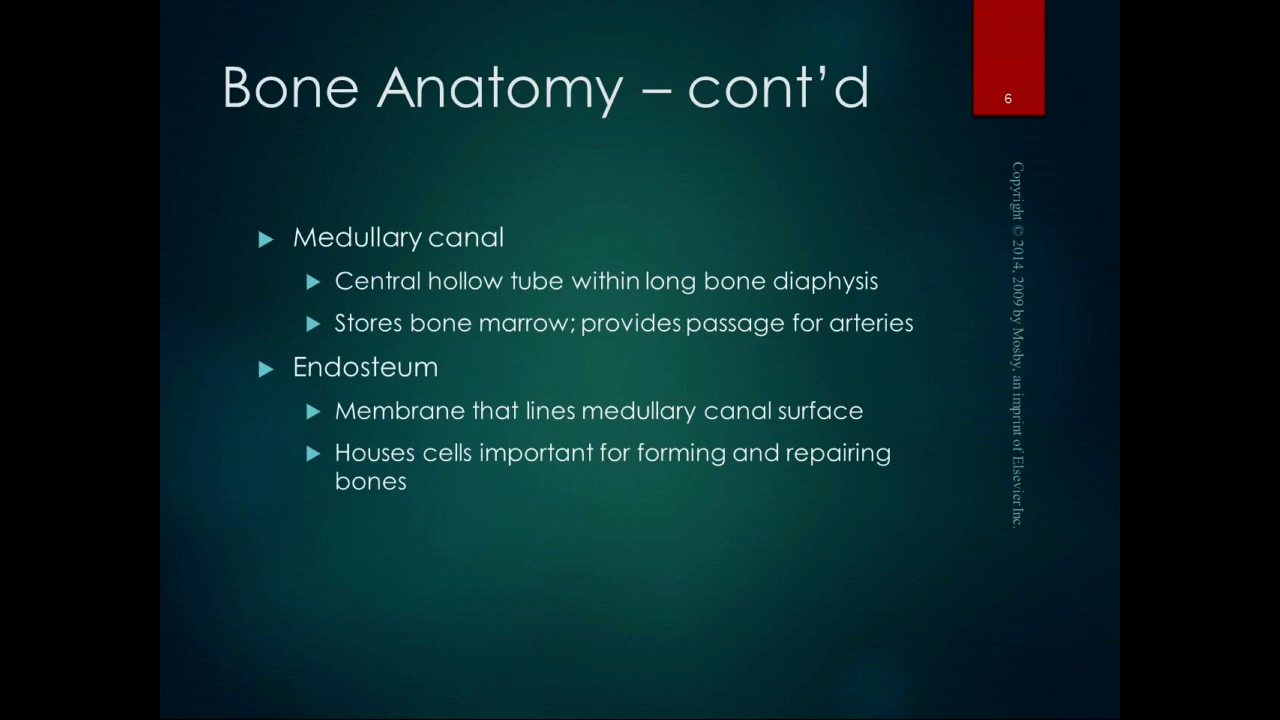 Bone Anatomy – cont’d
6
Medullary canal
Central hollow tube within long bone diaphysis
Stores bone marrow; provides passage for arteries
Endosteum
Membrane that lines medullary canal surface
Houses cells important for forming and repairing
bones
Copyright © 2014, 2009 by Mosby, an imprint of Elsevier Inc.